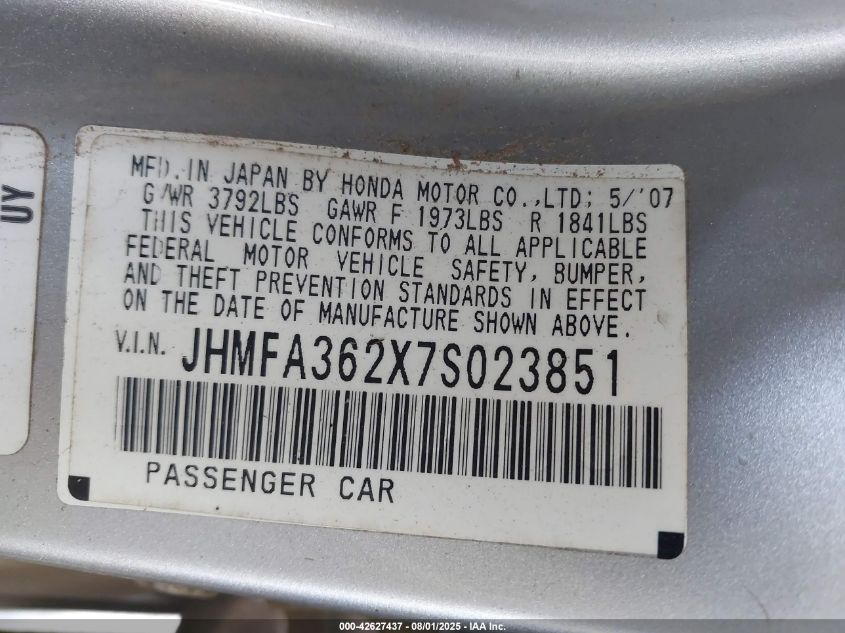 MFD. IN JAPAN BY HONDA MOTOR CO.,LTD; 5/'07
GVWR 3792LBS GAWR F 1973LBS R 1841LBS
THIS VEHICLE CONFORMS TO ALL APPLICABLE
FEDERAL MOTOR VEHICLE SAFETY, BUMPER,
AND THEFT PREVENTION STANDARDS IN EFFECT
ON THE DATE OF MANUFACTURE SHOWN ABOVE.
V.I.N. JHMFA362X7S023851
PASSENGER CAR
UY
000-42627437 - 08/01/2025 - IAA Inc.